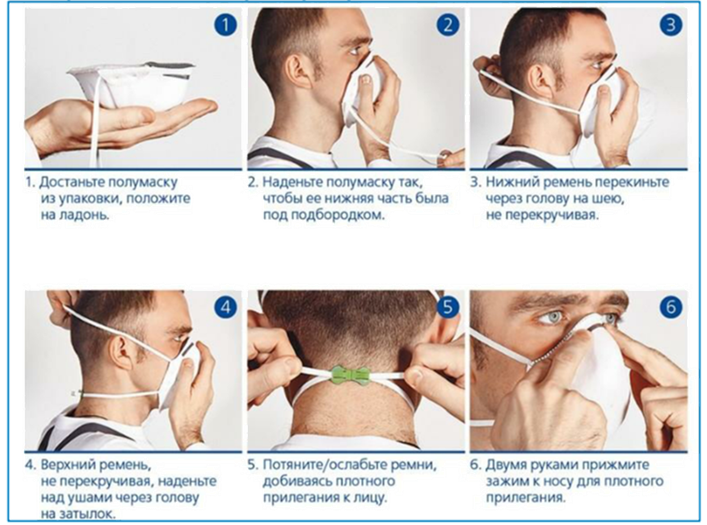 1
2
3
1. Достаньте полумаску
из упаковки, положите
на ладонь.
2. Наденьте полумаску так,
чтобы ее нижняя часть была
под подбородком.
3. Нижний ремень перекиньте
через голову на шею,
не перекручивая.
4
5
6
4. Верхний ремень,
не перекручивая, наденьте
над ушами через голову
на затылок.
5. Потяните/ослабьте ремни,
добиваясь плотного
прилегания к лицу.
6. Двумя руками прижмите
зажим к носу для плотного
прилегания.